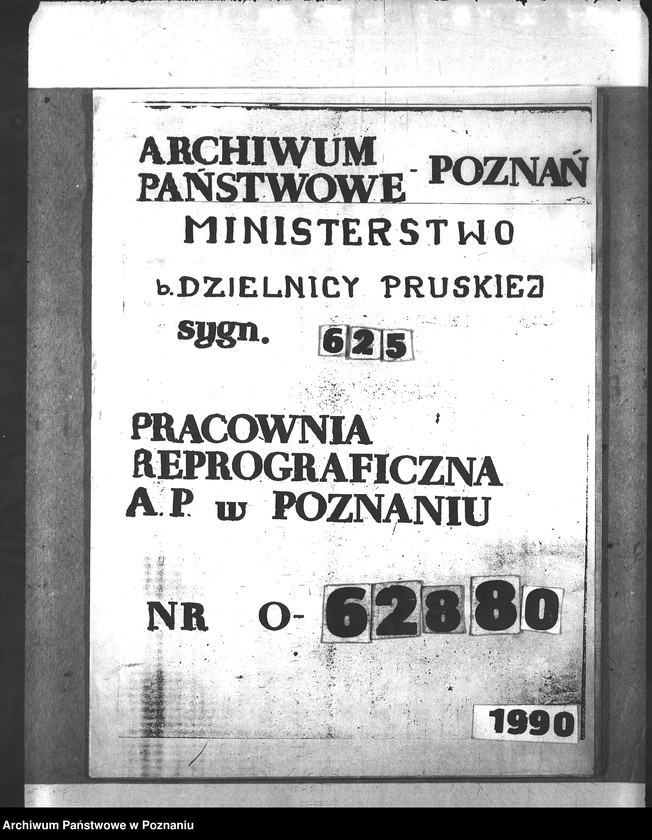 ARCHIWUM
PAŃSTWOWE - POZNAŃ
MINISTERSTWO
b. DZIELNICY PRUSKIEJ
sygn. 625
PRACOWNIA
REPROGRAFICZNA
A.P. w POZNANIU
NR O-62880
1990
Archiwum Państwowe w Poznaniu